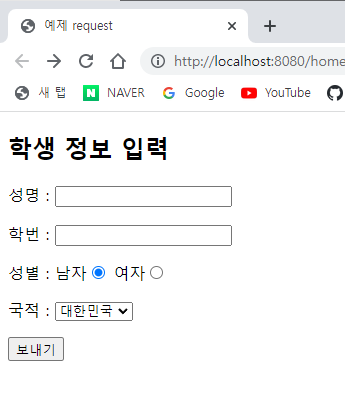 예제 request
http://localhost:8080/home
새 탭 NAVER Google YouTube
학생 정보 입력
성명 :
학번 :
성별 : 남자 여자
국적 : 대한민국
보내기